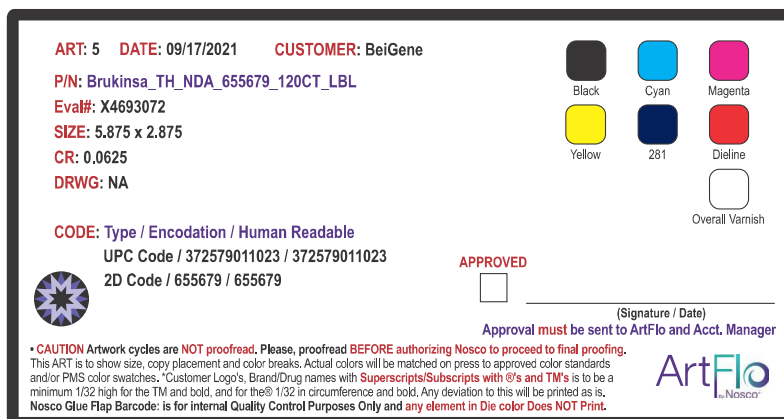 ART: 5 DATE: 09/17/2021 CUSTOMER: BeiGene
P/N: Brukinsa_TH_NDA_655679_120CT_LBL
Eval#: X4693072
SIZE: 5.875 x 2.875
CR: 0.0625
DRWG: NA
Black Cyan Magenta
Yellow 281 Dieline
Overall Varnish
CODE: Type / Encodation / Human Readable
UPC Code / 372579011023 / 372579011023
2D Code / 655679 / 655679
APPROVED
(Signature / Date)
Approval must be sent to ArtFlo and Acct. Manager
• CAUTION Artwork cycles are NOT proofread. Please, proofread BEFORE authorizing Nosco to proceed to final proofing.
This ART is to show size, copy placement and color breaks. Actual colors will be matched on press to approved color standards
and/or PMS color swatches. *Customer Logo's, Brand/Drug names with Superscripts/Subscripts with ®'s and TM's is to be a
minimum 1/32 high for the TM and bold, and for the® 1/32 in circumference and bold. Any deviation to this will be printed as is.
Nosco Glue Flap Barcode: is for internal Quality Control Purposes Only and any element in Die color Does NOT Print.
ArtFlo
by Nosco®